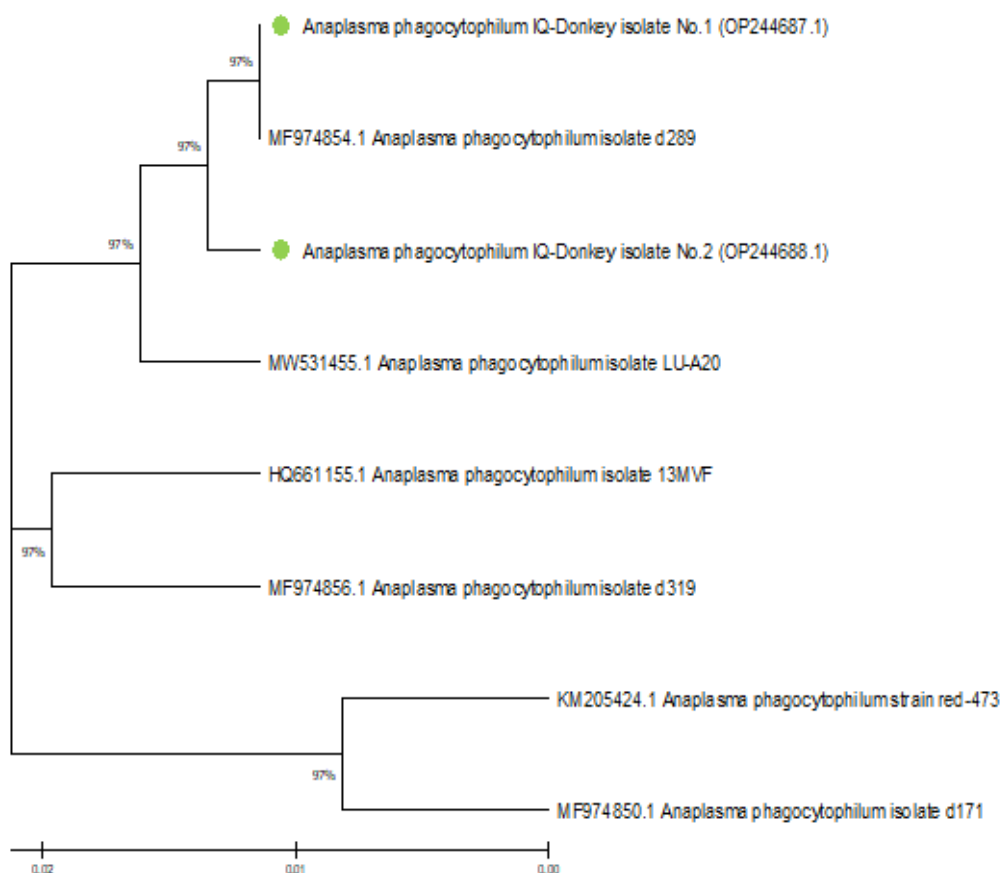 Anaplasma phagocytophilum IQ-Donkey isolate No.1 (OP244687.1)
97%
MF974854.1 Anaplasma phagocytophilum isolate d289
97%
97%
Anaplasma phagocytophilum IQ-Donkey isolate No.2 (OP244688.1)
MW531455.1 Anaplasma phagocytophilum isolate LU-A20
HQ661155.1 Anaplasma phagocytophilum isolate 13MVF
97%
MF974856.1 Anaplasma phagocytophilum isolate d319
KM205424.1 Anaplasma phagocytophilum strain red-473
97%
MF974850.1 Anaplasma phagocytophilum isolate d171
0.02 0.01 0.00